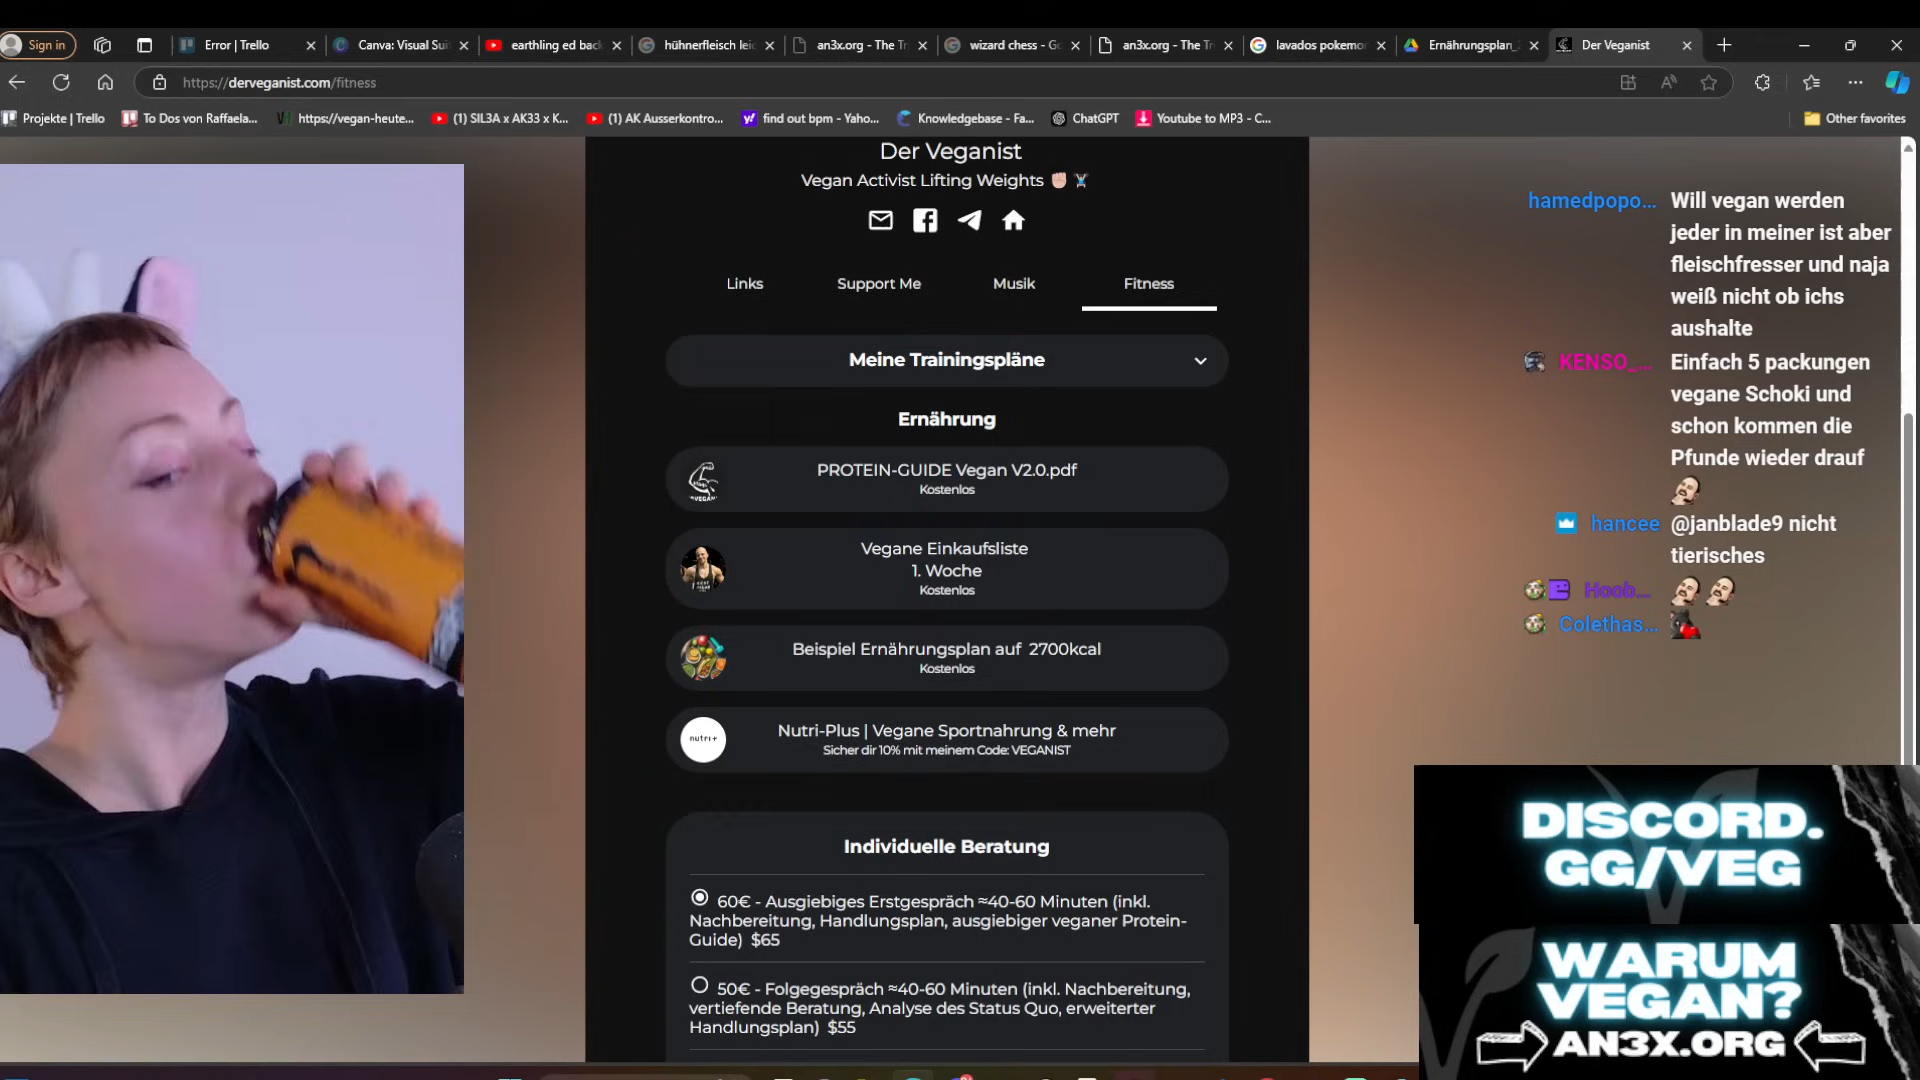 Sign in
Error | Trello
Canva: Visual Sui
earthling ed bac
hühnerfleisch lei
an3x.org - The Tr
wizard chess - Go
an3x.org - The Tr
lavados pokemon
Ernährungsplan_2
Der Veganist
https://derveganist.com/fitness
Projekte | Trello
To Dos von Raffaela...
https://vegan-heute...
(1) SIL3A x AK33 x K...
(1) AK Ausserkontro...
find out bpm - Yaho...
Knowledgebase - Fa...
ChatGPT
Youtube to MP3 - C...
Other favorites
Der Veganist
Vegan Activist Lifting Weights ✊🏼 🏋️
Links
Support Me
Musik
Fitness
Meine Trainingspläne
Ernährung
PROTEIN-GUIDE Vegan V2.0.pdf
Kostenlos
Vegane Einkaufsliste
1. Woche
Kostenlos
Beispiel Ernährungsplan auf 2700kcal
Kostenlos
nutri+
Nutri-Plus | Vegane Sportnahrung & mehr
Sicher dir 10% mit meinem Code: VEGANIST
Individuelle Beratung
60€ - Ausgiebiges Erstgespräch ≈40-60 Minuten (inkl.
Nachbereitung, Handlungsplan, ausgiebiger veganer Protein-
Guide) $65
50€ - Folgegespräch ≈40-60 Minuten (inkl. Nachbereitung,
vertiefende Beratung, Analyse des Status Quo, erweiterter
Handlungsplan) $55
hamedpopo... Will vegan werden
jeder in meiner ist aber
fleischfresser und naja
weiß nicht ob ichs
aushalte
KENSO_... Einfach 5 packungen
vegane Schoki und
schon kommen die
Pfunde wieder drauf
hancee @janblade9 nicht
tierisches
Hoob...
Colethas...
DISCORD.
GG/VEG
WARUM
VEGAN?
AN3X.ORG